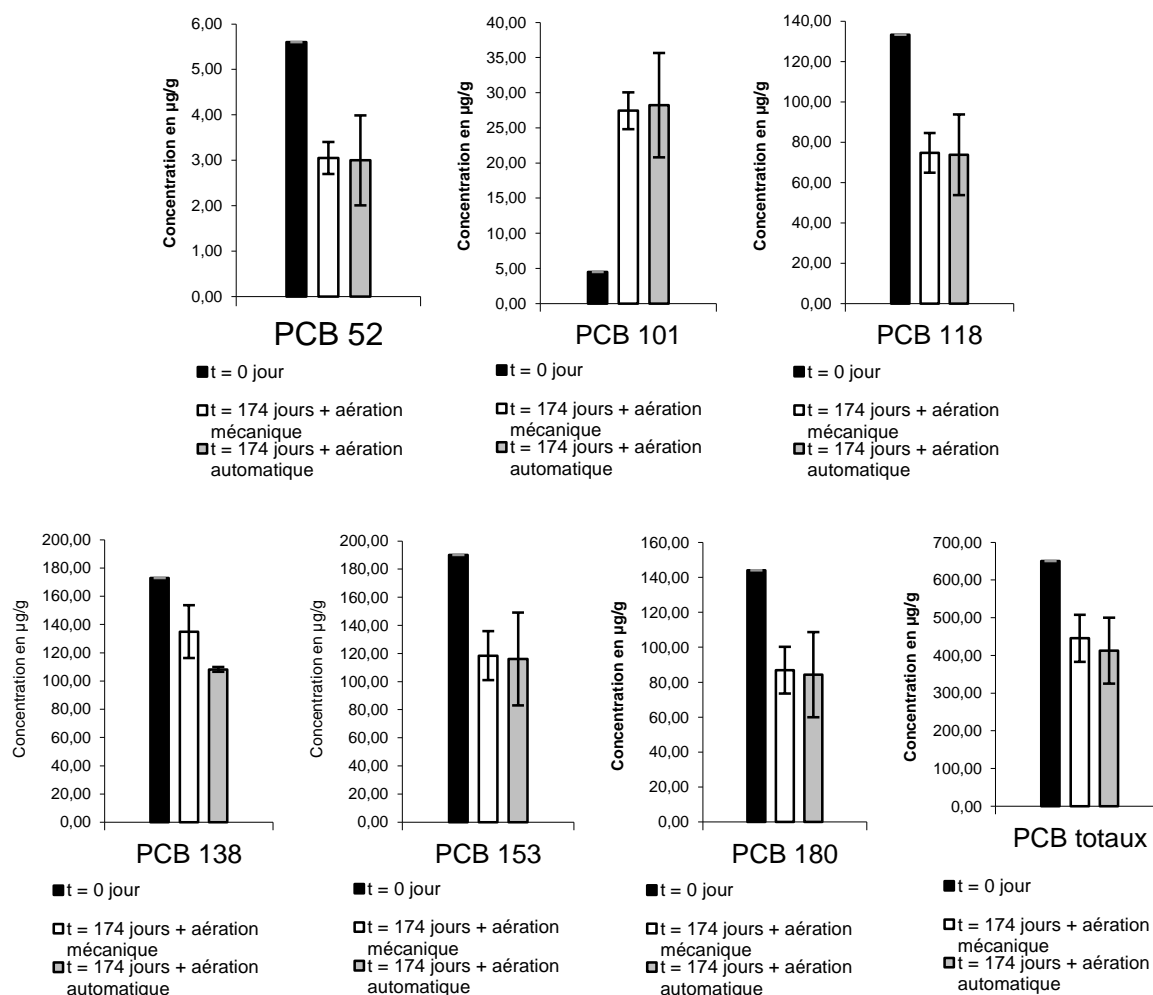 Concentration en µg/g
6,00
5,00
4,00
3,00
2,00
1,00
0,00
PCB 52
■ t = 0 jour
□ t = 174 jours + aération
mécanique
■ t = 174 jours + aération
automatique
Concentration en µg/g
40,00
35,00
30,00
25,00
20,00
15,00
10,00
5,00
0,00
PCB 101
■ t = 0 jour
□ t = 174 jours + aération
mécanique
■ t = 174 jours + aération
automatique
Concentration en µg/g
140,00
120,00
100,00
80,00
60,00
40,00
20,00
0,00
PCB 118
■ t = 0 jour
□ t = 174 jours + aération
mécanique
■ t = 174 jours + aération
automatique
Concentration en µg/g
200,00
180,00
160,00
140,00
120,00
100,00
80,00
60,00
40,00
20,00
0,00
PCB 138
■ t = 0 jour
□ t = 174 jours + aération
mécanique
■ t = 174 jours + aération
automatique
Concentration en µg/g
200,00
180,00
160,00
140,00
120,00
100,00
80,00
60,00
40,00
20,00
0,00
PCB 153
■ t = 0 jour
□ t = 174 jours + aération
mécanique
■ t = 174 jours + aération
automatique
Concentration en µg/g
160,00
140,00
120,00
100,00
80,00
60,00
40,00
20,00
0,00
PCB 180
■ t = 0 jour
□ t = 174 jours + aération
mécanique
■ t = 174 jours + aération
automatique
Concentration en µg/g
700,00
600,00
500,00
400,00
300,00
200,00
100,00
0,00
PCB totaux
■ t = 0 jour
□ t = 174 jours + aération
mécanique
■ t = 174 jours + aération
automatique